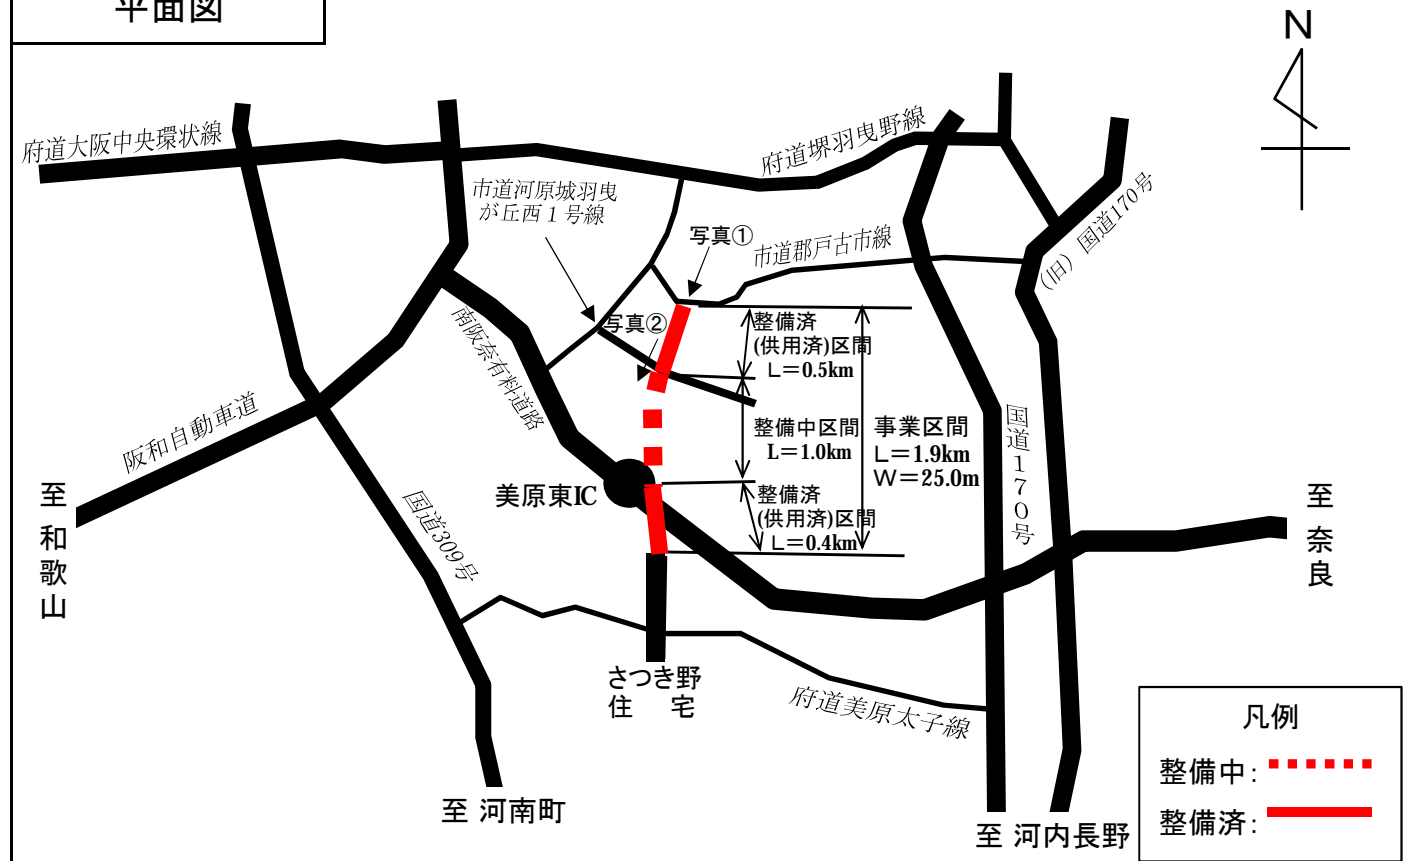 平面図
N
府道大阪中央環状線
府道堺羽曳野線
市道河原城羽曳
が丘西1号線
写真①
市道郡戸古市線
(旧)国道170号
写真②
整備済
(供用済)区間
L=0.5km
南阪奈有料道路
整備中区間
L=1.0km
事業区間
L=1.9km
W=25.0m
国道170号
阪和自動車道
美原東IC
整備済
(供用済)区間
L=0.4km
至 和歌山
至 奈良
国道309号
さつき野
住 宅
府道美原太子線
至 河南町
至 河内長野
凡例
整備中:
整備済: